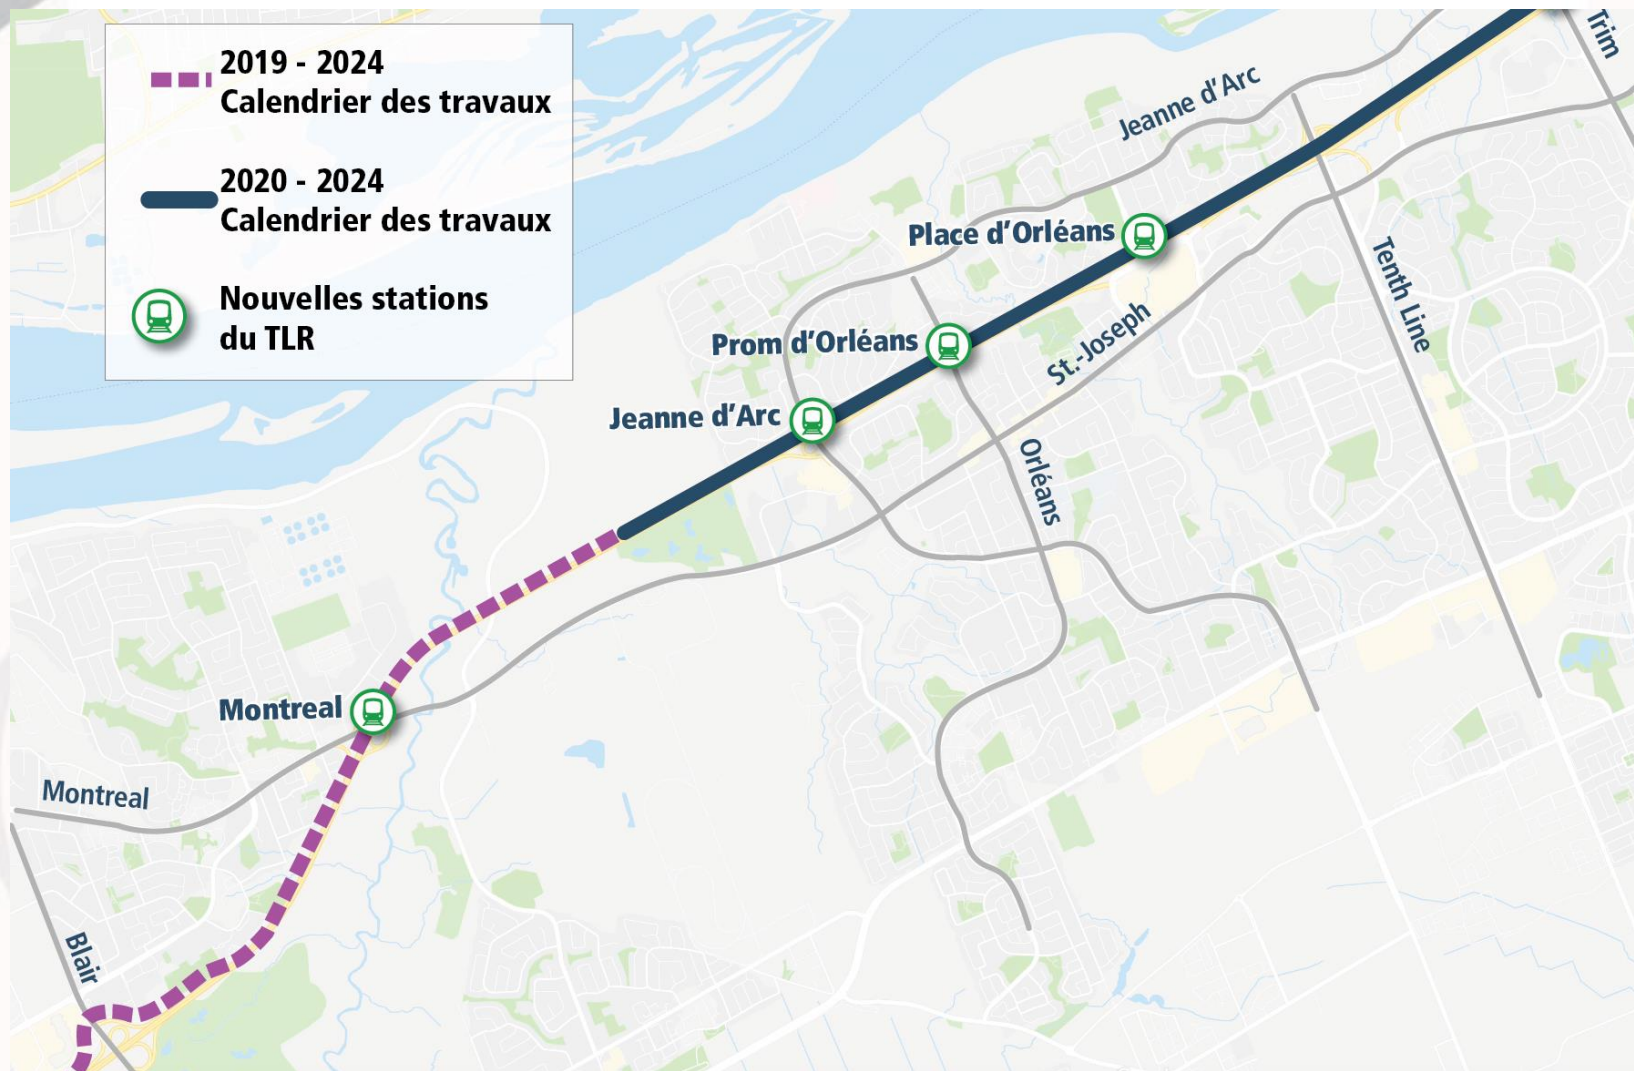 2019 - 2024
Calendrier des travaux
2020 - 2024
Calendrier des travaux
Nouvelles stations
du TLR
Trim
Jeanne d'Arc
Place d'Orléans
Tenth Line
Prom d'Orléans
St.-Joseph
Jeanne d'Arc
Orléans
Montreal
Montreal
Blair